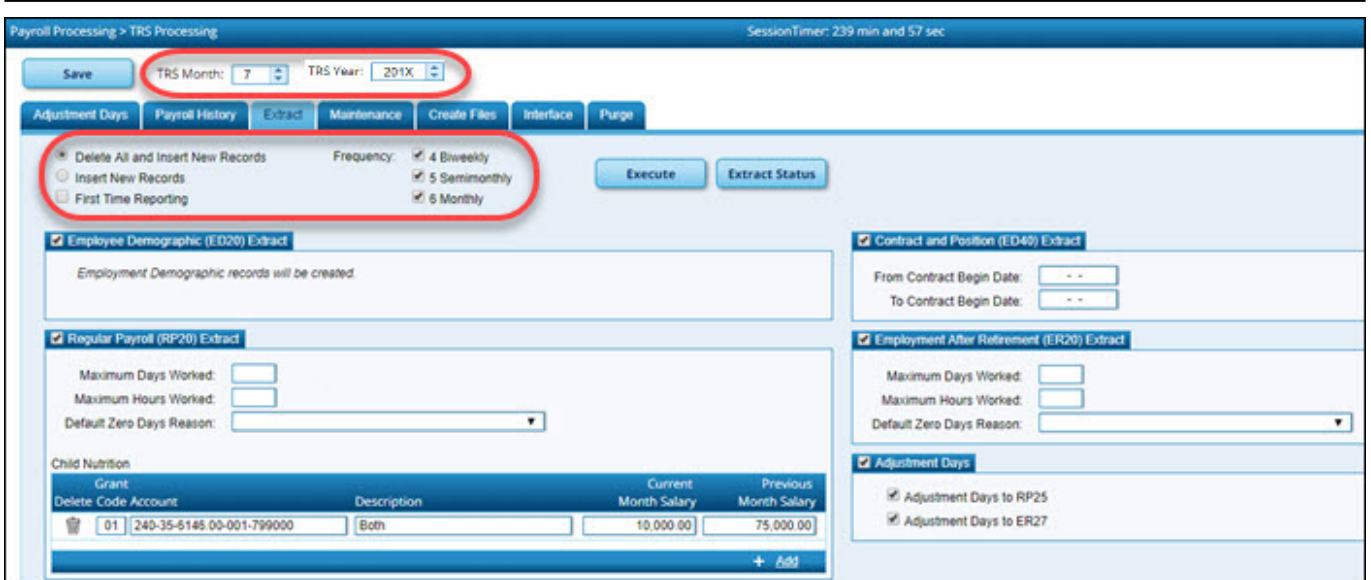 Payroll Processing > TRS Processing SessionTimer: 239 min and 57 sec
Save TRS Month: 7 TRS Year: 201X
Adjustment Days Payroll History Extract Maintenance Create Files Interface Purge
Delete All and Insert New Records Frequency: 4 Biweekly
Insert New Records 5 Semimonthly Execute Extract Status
First Time Reporting 6 Monthly
Employee Demographic (ED20) Extract
Employment Demographic records will be created.
Contract and Position (ED40) Extract
From Contract Begin Date: - -
To Contract Begin Date: - -
Regular Payroll (RP20) Extract
Maximum Days Worked:
Maximum Hours Worked:
Default Zero Days Reason:
Employment After Retirement (ER20) Extract
Maximum Days Worked:
Maximum Hours Worked:
Default Zero Days Reason:
Child Nutrition
Grant Current Previous
Delete Code Account Description Month Salary Month Salary
01 240-35-6146.00-001-799000 Both 10,000.00 75,000.00
+ Add
Adjustment Days
Adjustment Days to RP25
Adjustment Days to ER27